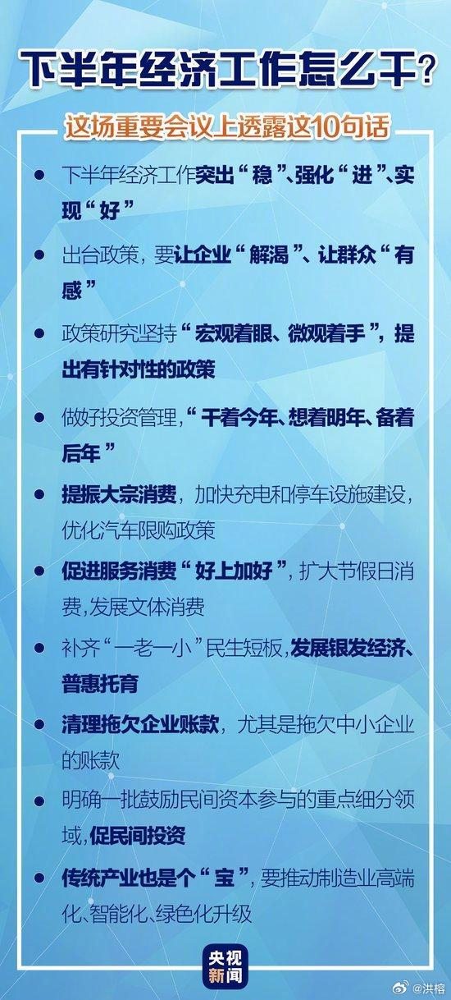 下半年经济工作怎么干?
这场重要会议上透露这10句话
● 下半年经济工作突出“稳”、强化“进”、实
现“好”
● 出台政策，要让企业“解渴”、让群众“有
感”
● 政策研究坚持“宏观着眼、微观着手”，提
出有针对性的政策
● 做好投资管理，“干着今年、想着明年、备着
后年”
● 提振大宗消费，加快充电和停车设施建设，
优化汽车限购政策
● 促进服务消费“好上加好”，扩大节假日消
费，发展文体消费
● 补齐“一老一小”民生短板，发展银发经济、
普惠托育
● 清理拖欠企业账款，尤其是拖欠中小企业
的账款
● 明确一批鼓励民间资本参与的重点细分领
域，促民间投资
● 传统产业也是个“宝”，要推动制造业高端
化、智能化、绿色化升级
央视
新闻
@洪榕